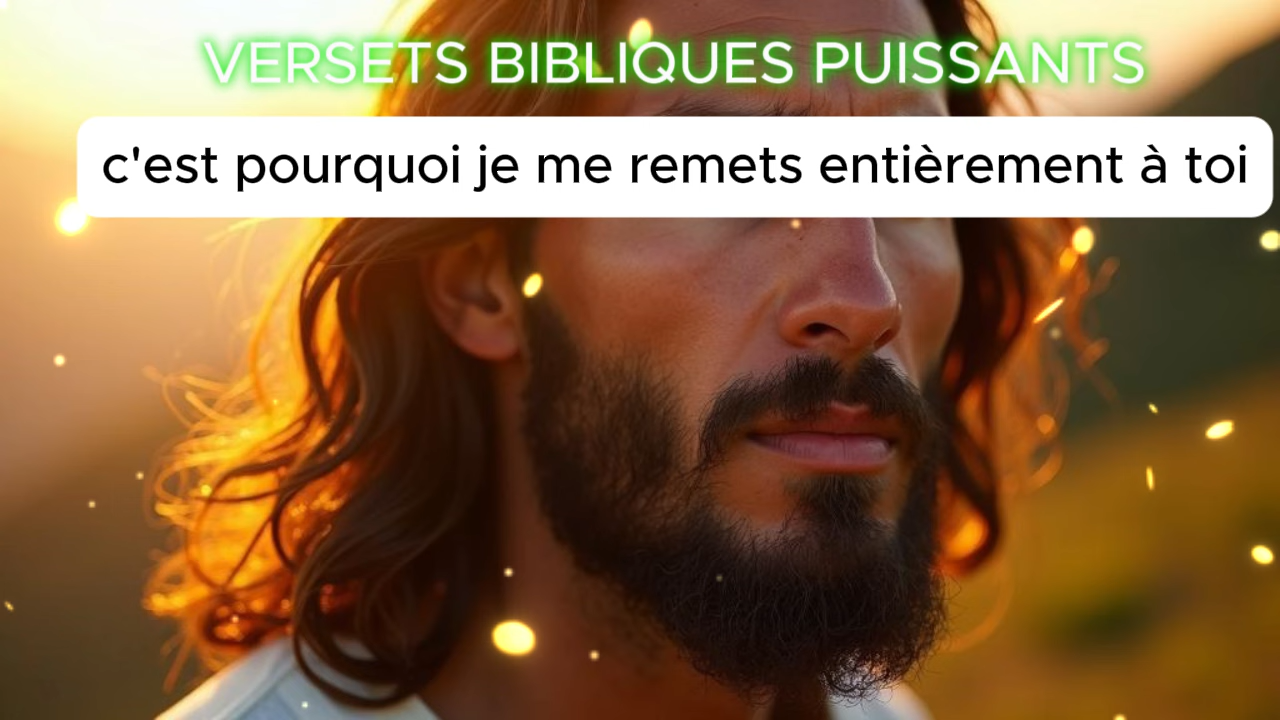 VERSETS BIBLIQUES PUISSANTS
c'est pourquoi je me remets entièrement à toi